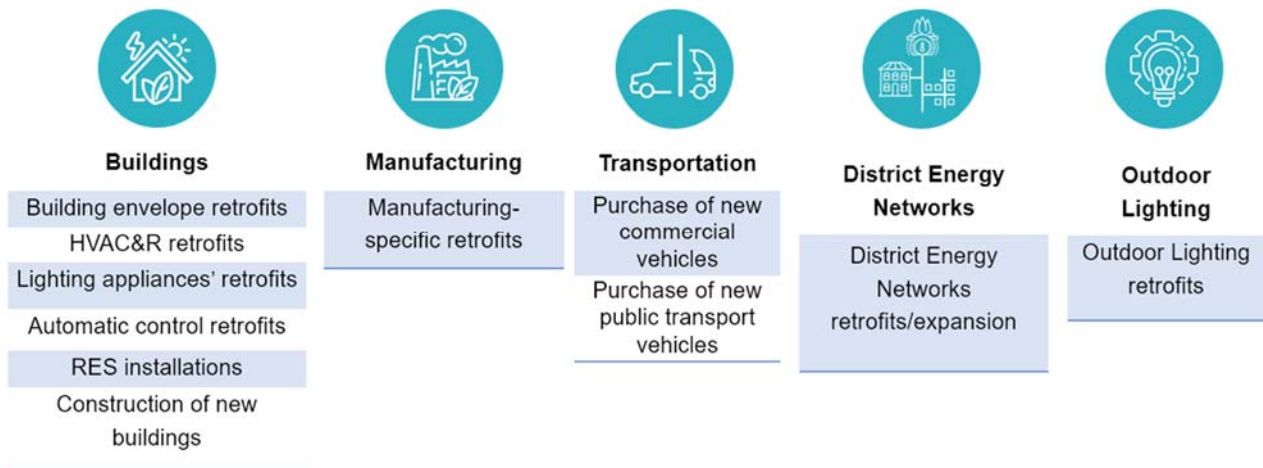 Buildings
Building envelope retrofits
HVAC&R retrofits
Lighting appliances' retrofits
Automatic control retrofits
RES installations
Construction of new
buildings
Manufacturing
Manufacturing-
specific retrofits
Transportation
Purchase of new
commercial
vehicles
Purchase of new
public transport
vehicles
District Energy
Networks
District Energy
Networks
retrofits/expansion
Outdoor
Lighting
Outdoor Lighting
retrofits